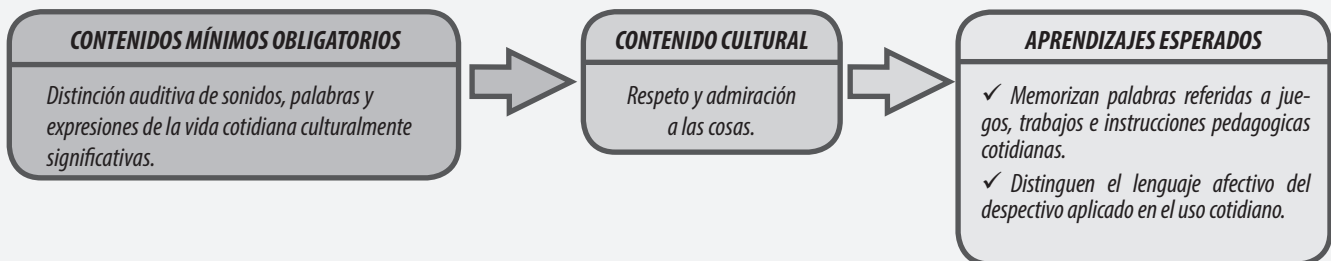 CONTENIDOS MÍNIMOS OBLIGATORIOS
Distinción auditiva de sonidos, palabras y
expresiones de la vida cotidiana culturalmente
significativas.
CONTENIDO CULTURAL
Respeto y admiración
a las cosas.
APRENDIZAJES ESPERADOS
✓ Memorizan palabras referidas a jue-
gos, trabajos e instrucciones pedagogicas
cotidianas.
✓ Distinguen el lenguaje afectivo del
despectivo aplicado en el uso cotidiano.